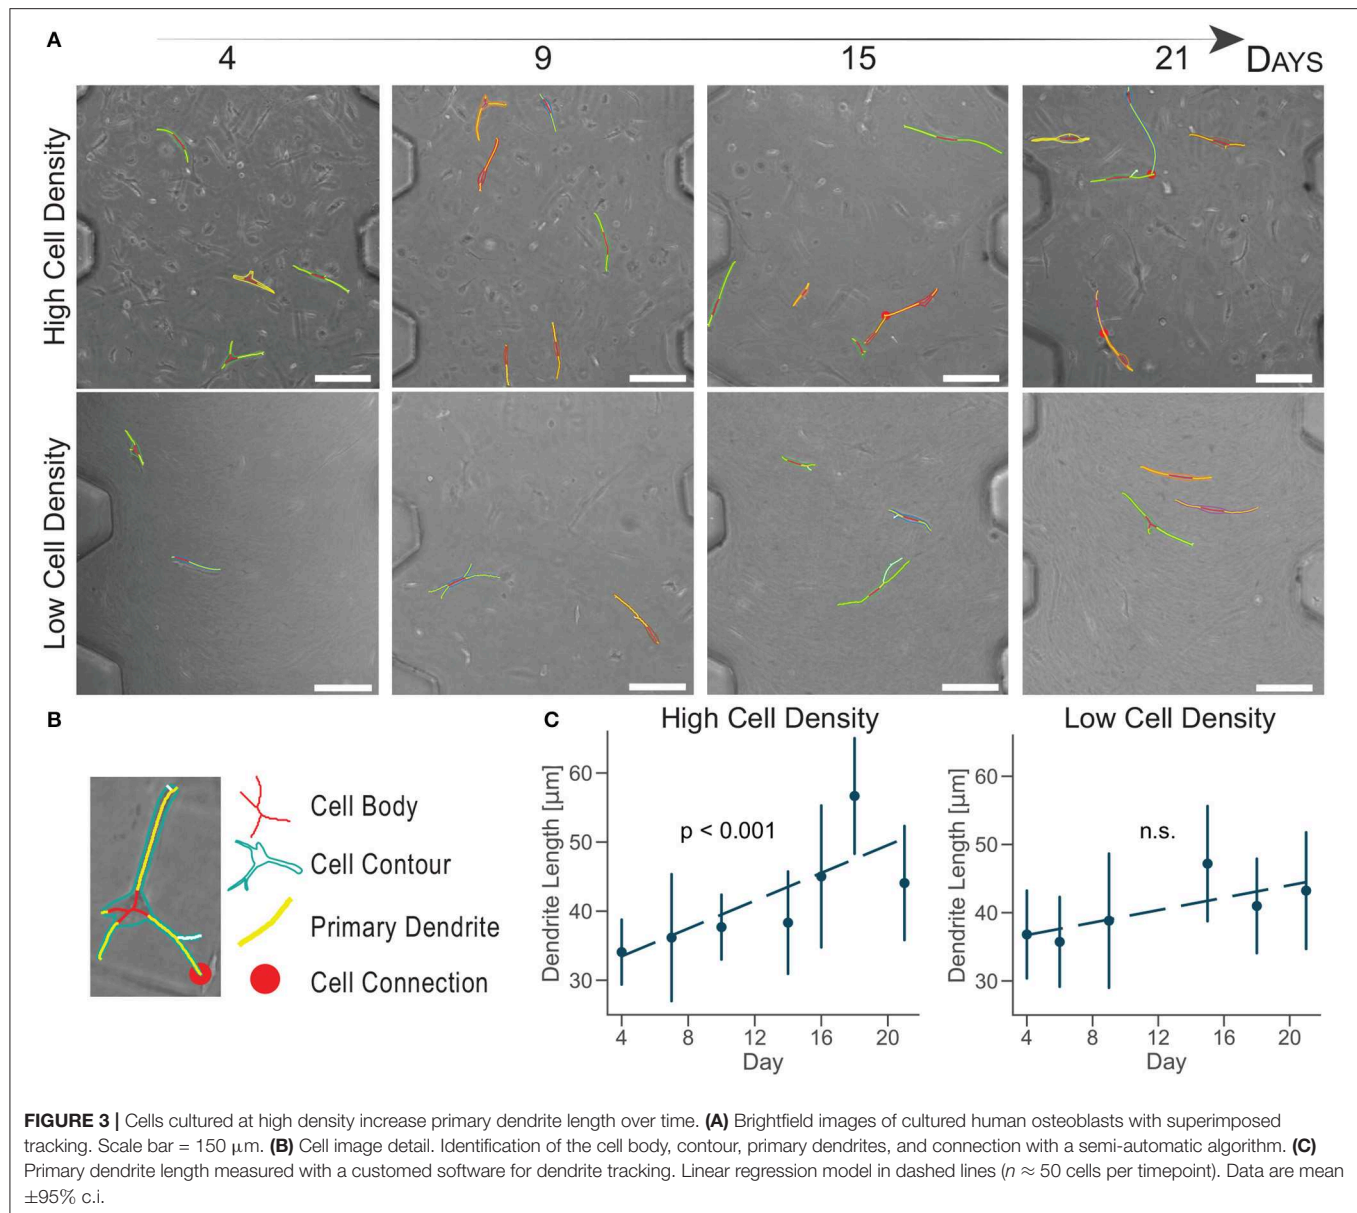 A
4 9 15 21 DAYS
High Cell Density
Low Cell Density
B
Cell Body
Cell Contour
Primary Dendrite
Cell Connection
C
High Cell Density
Dendrite Length [µm]
60
50
40
30
p < 0.001
4 8 12 16 20
Day
Low Cell Density
Dendrite Length [µm]
60
50
40
30
n.s.
4 8 12 16 20
Day
FIGURE 3 | Cells cultured at high density increase primary dendrite length over time. (A) Brightfield images of cultured human osteoblasts with superimposed
tracking. Scale bar = 150 µm. (B) Cell image detail. Identification of the cell body, contour, primary dendrites, and connection with a semi-automatic algorithm. (C)
Primary dendrite length measured with a customed software for dendrite tracking. Linear regression model in dashed lines (n ≈ 50 cells per timepoint). Data are mean
±95% c.i.